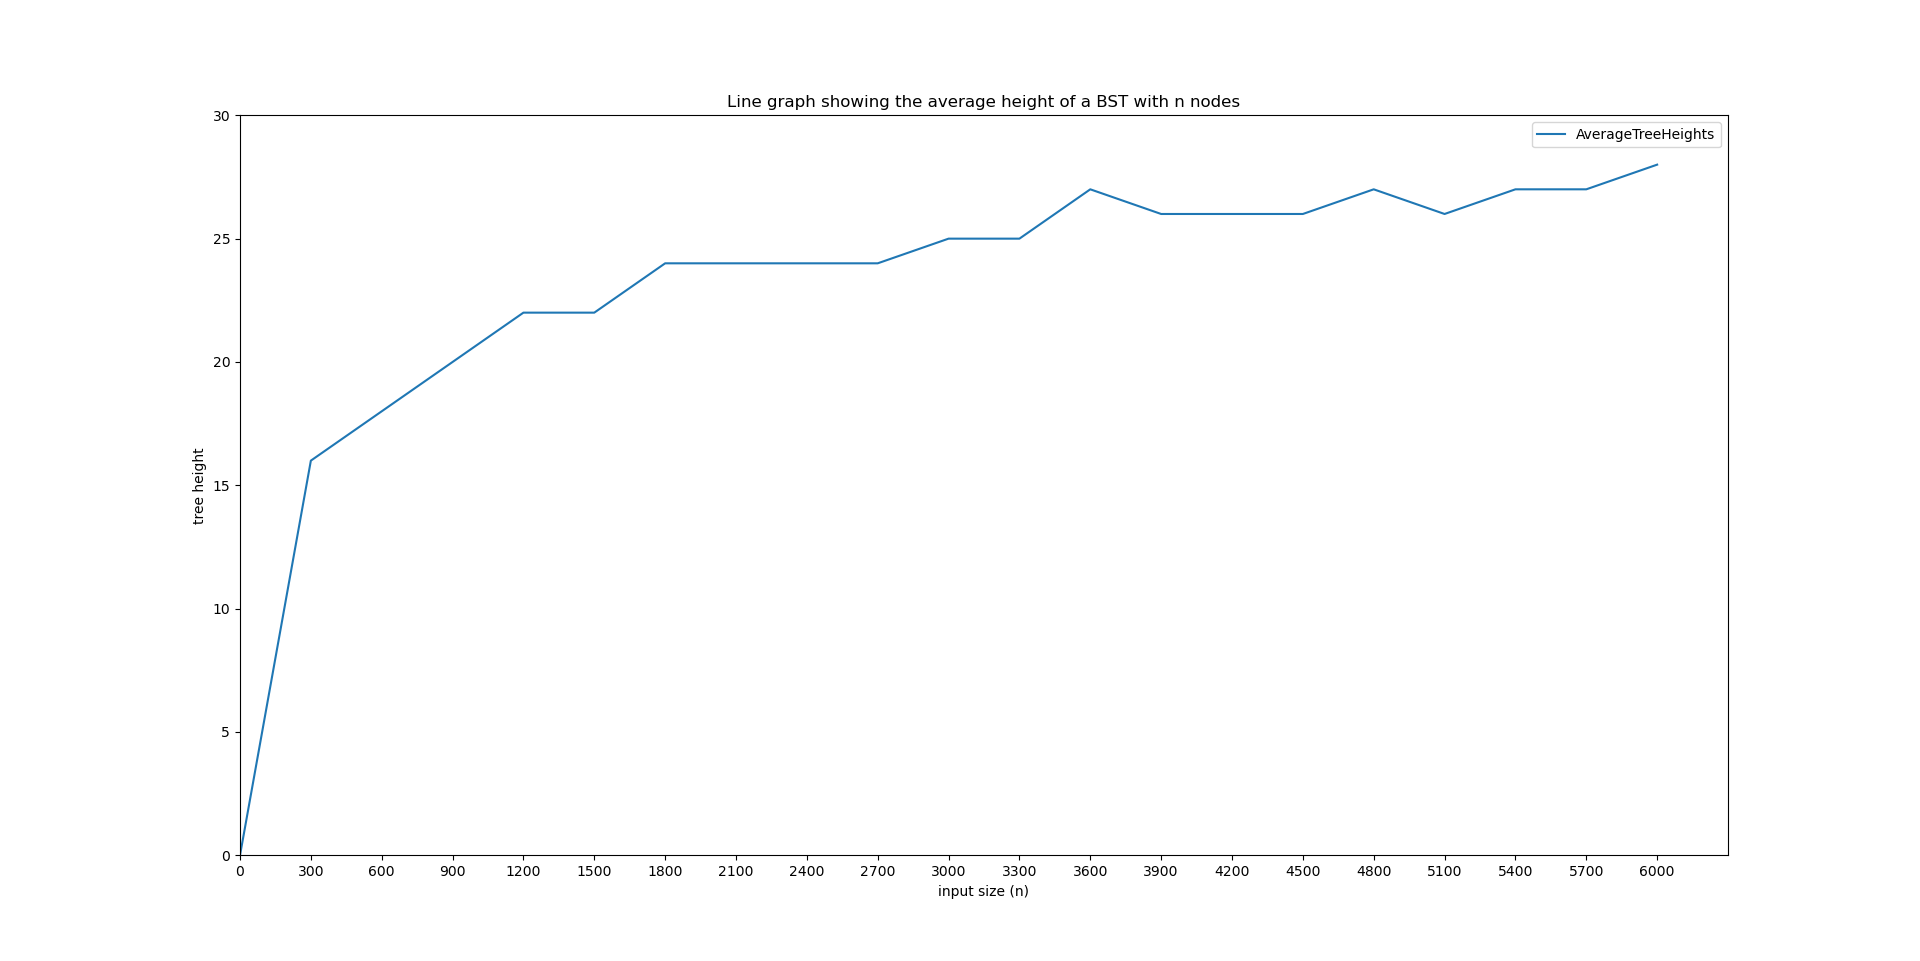 Line graph showing the average height of a BST with n nodes
AverageTreeHeights
30
25
20
15
10
5
0
tree height
0 300 600 900 1200 1500 1800 2100 2400 2700 3000 3300 3600 3900 4200 4500 4800 5100 5400 5700 6000
input size (n)